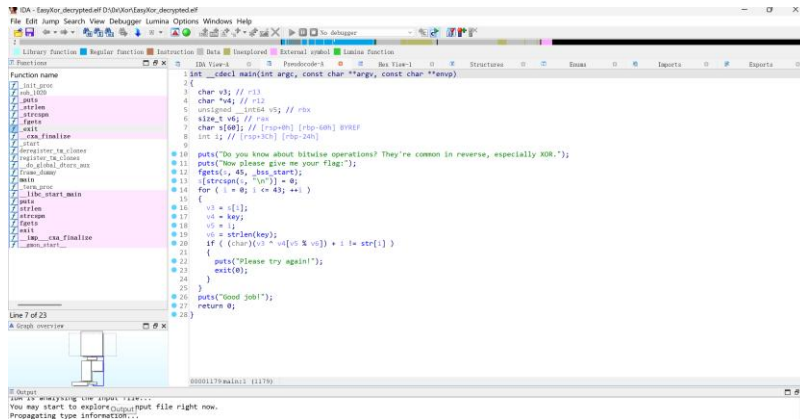 IDA - EasyXor_decrypted.elf D:\0x\Xor\EasyXor_decrypted.elf
File Edit Jump Search View Debugger Lumina Options Windows Help
No debugger
Library function Regular function Instruction Data Unexplored External symbol Lumina function
Functions
IDA View-A Pseudocode-A Hex View-1 Structures Enums Imports Exports
Function name
_init_proc
sub_1020
_puts
_strlen
_strcspn
_fgets
_exit
__cxa_finalize
_start
deregister_tm_clones
register_tm_clones
__do_global_dtors_aux
frame_dummy
main
_term_proc
__libc_start_main
puts
strlen
strcspn
fgets
exit
__imp___cxa_finalize
__gmon_start__
Line 7 of 23
Graph overview
1 int __cdecl main(int argc, const char **argv, const char **envp)
2 {
3 char v3; // r13
4 char *v4; // r12
5 unsigned __int64 v5; // rbx
6 size_t v6; // rax
7 char s[60]; // [rsp+0h] [rbp-60h] BYREF
8 int i; // [rsp+3Ch] [rbp-24h]
9
10 puts("Do you know about bitwise operations? They're common in reverse, especially XOR.");
11 puts("Now please give me your flag:");
12 fgets(s, 45, _bss_start);
13 s[strcspn(s, "\n")] = 0;
14 for ( i = 0; i <= 43; ++i )
15 {
16 v3 = s[i];
17 v4 = key;
18 v5 = i;
19 v6 = strlen(key);
20 if ( (char)(v3 ^ v4[v5 % v6]) + i != str[i] )
21 {
22 puts("Please try again!");
23 exit(0);
24 }
25 }
26 puts("Good job!");
27 return 0;
28 }
00001179 main:1 (1179)
Output
IDA is analysing the input file...
You may start to explore the input file right now.
Output
Propagating type information...